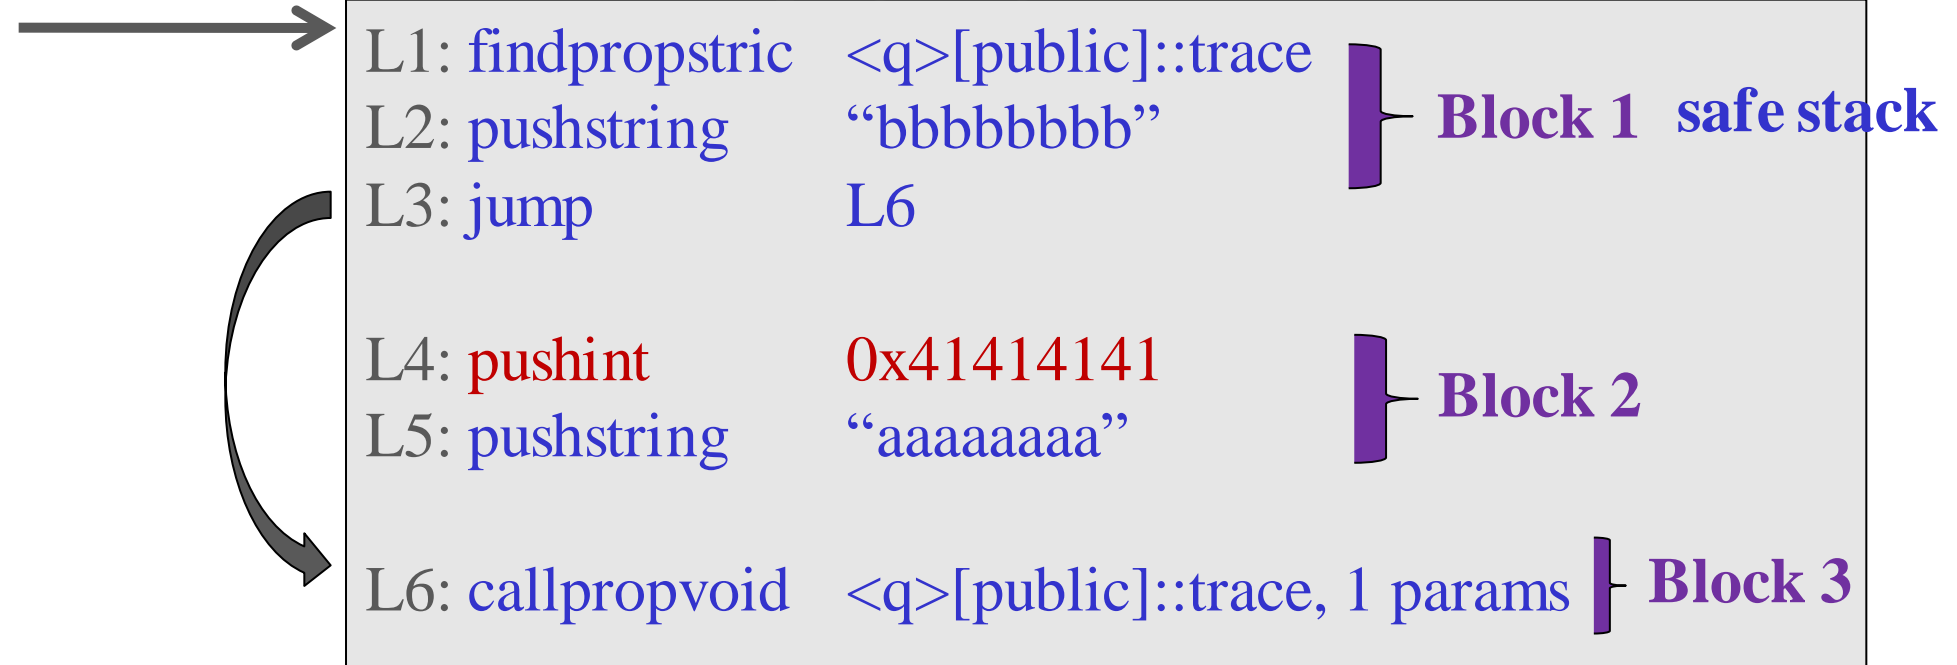 L1: findpropstric <q>[public]::trace
L2: pushstring “bbbbbbbb”
Block 1 safe stack
L3: jump L6
L4: pushint 0x41414141
L5: pushstring “aaaaaaaa”
Block 2
L6: callpropvoid <q>[public]::trace, 1 params
Block 3